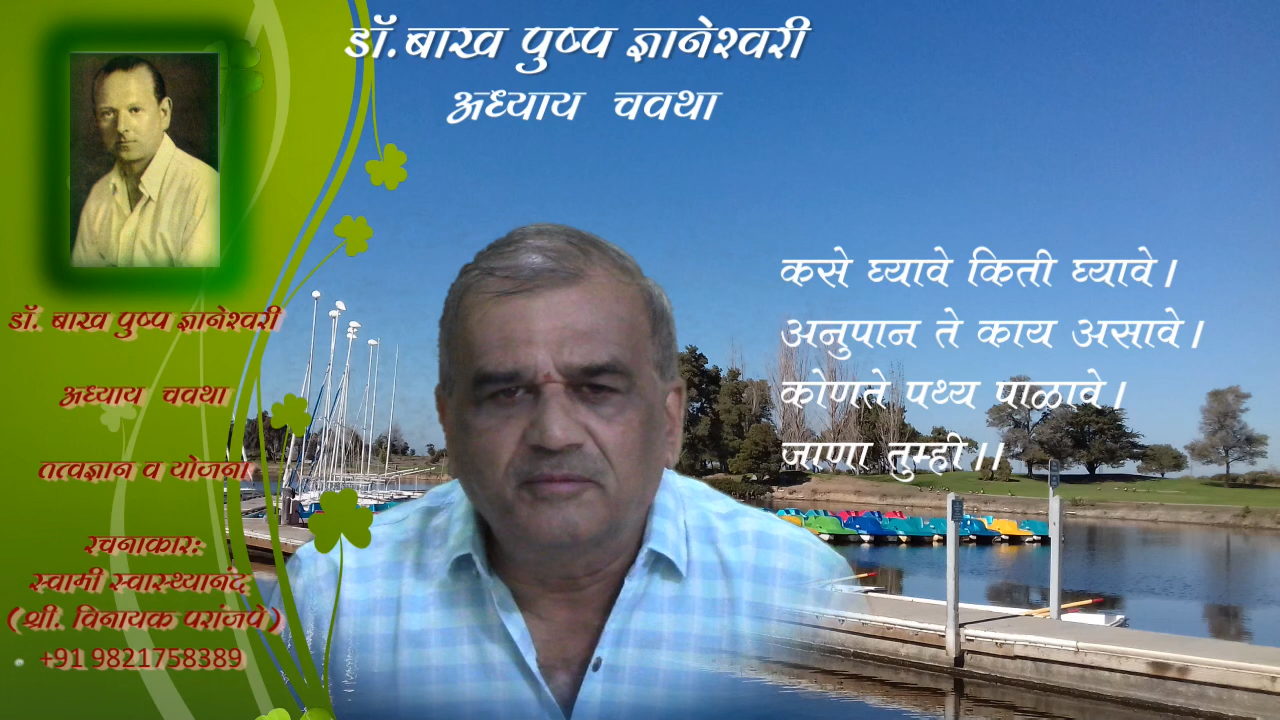 डॉ. बाख पुष्प ज्ञानेश्वरी
अध्याय चवथा
डॉ. बाख पुष्प ज्ञानेश्वरी
अध्याय चवथा
तत्वज्ञान व योजना
रचनाकार:
स्वामी स्वास्थ्यानंद
(श्री. विनायक परांजपे)
+91 9821758389
कसे घ्यावे किती घ्यावे।
अनुपान ते काय असावे।
कोणते पथ्य पाळावे।
जाणा तुम्ही।।